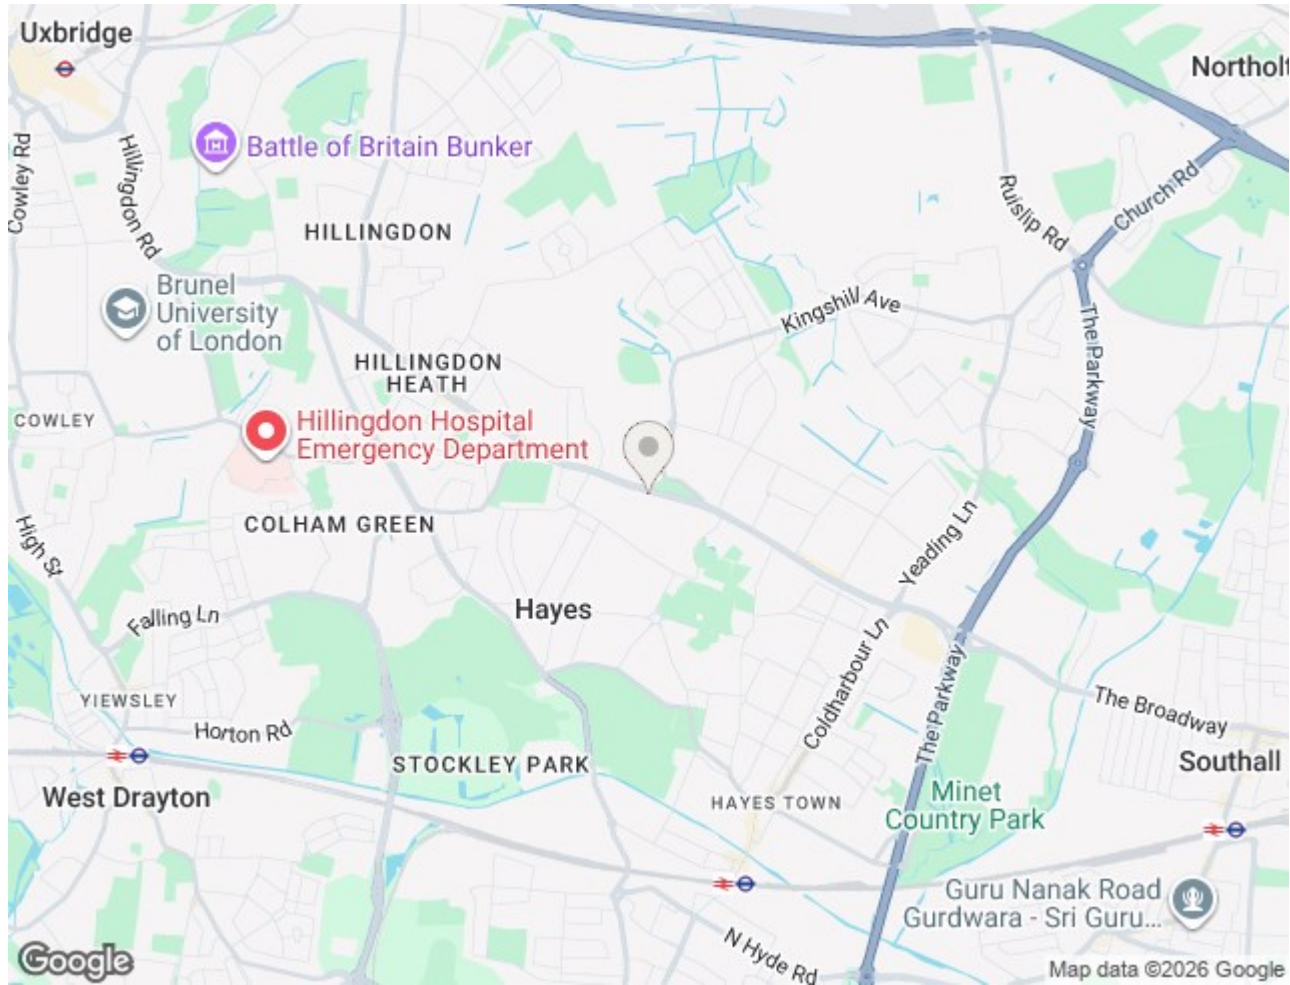 Uxbridge
Northolt
Cowley Rd
Hillingdon Rd
Battle of Britain Bunker
Ruislip Rd
Church Rd
HILLINGDON
Brunel
University
of London
Kingshill Ave
The Parkway
HILLINGDON
HEATH
COWLEY
Hillingdon Hospital
Emergency Department
High St
COLHAM GREEN
Yeading Ln
Falling Ln
Hayes
Coldharbour Ln
The Parkway
YIEWSLEY
Horton Rd
The Broadway
STOCKLEY PARK
Southall
West Drayton
HAYES TOWN
Minet
Country Park
Guru Nanak Road
Gurdwara - Sri Guru...
N Hyde Rd
Google
Map data ©2026 Google